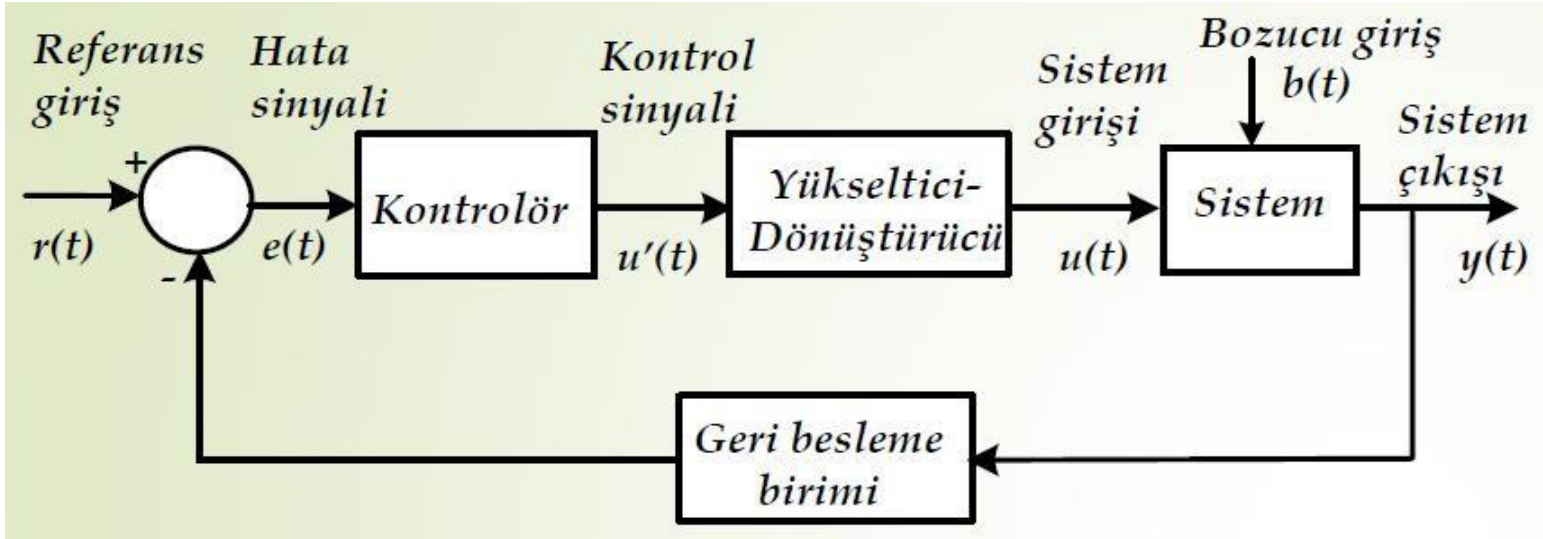 Referans
giriş
Hata
sinyali
Kontrol
sinyali
Sistem
girişi
Bozucu giriş
b(t)
Sistem
çıkışı
+
-
r(t)
e(t)
Kontrolör
u'(t)
Yükseltici-
Dönüştürücü
u(t)
Sistem
y(t)
Geri besleme
birimi